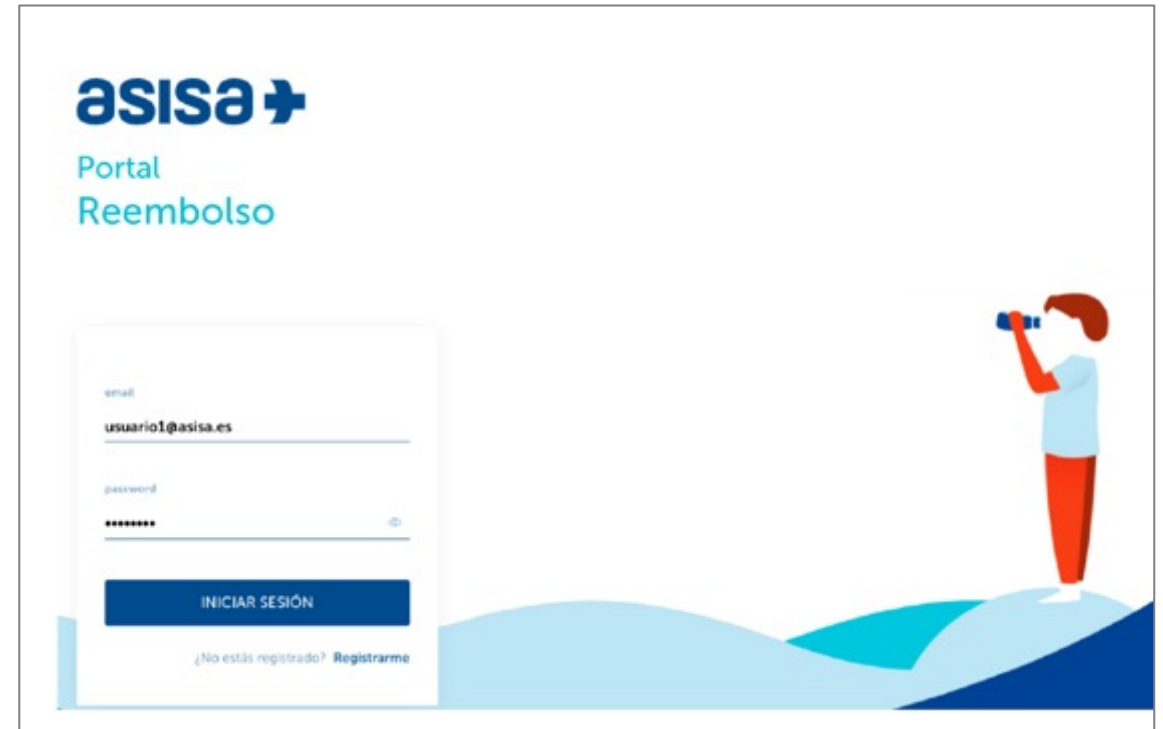 asisa
Portal
Reembolso
email
usuario1@asisa.es
password
••••••••
INICIAR SESIÓN
¿No estás registrado? Registrarme